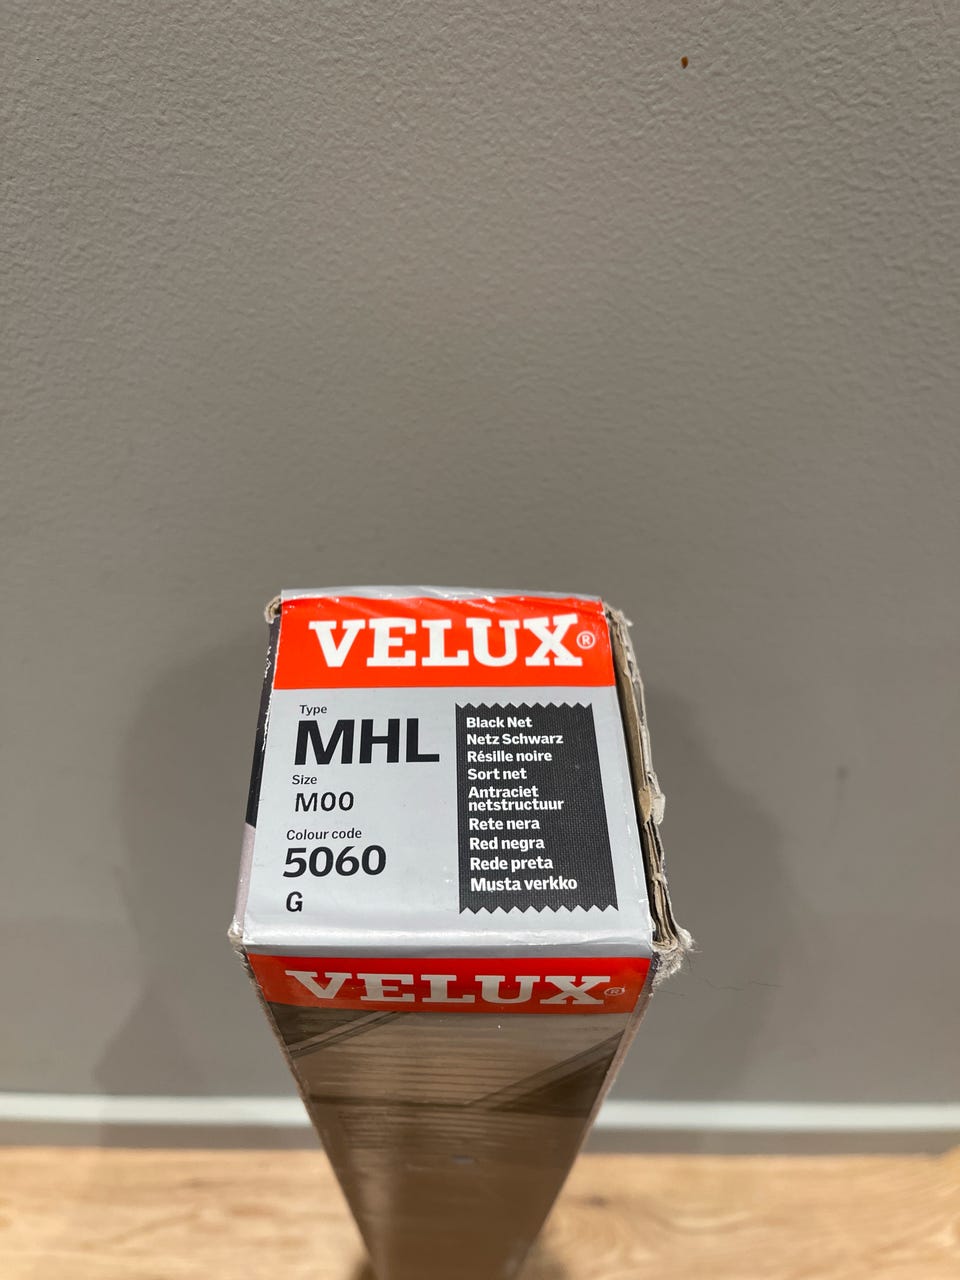 VELUX®
Type
MHL
Size
M00
Colour code
5060
G
Black Net
Netz Schwarz
Résille noire
Sort net
Antraciet
netstructuur
Rete nera
Red negra
Rede preta
Musta verkko
VELUX®